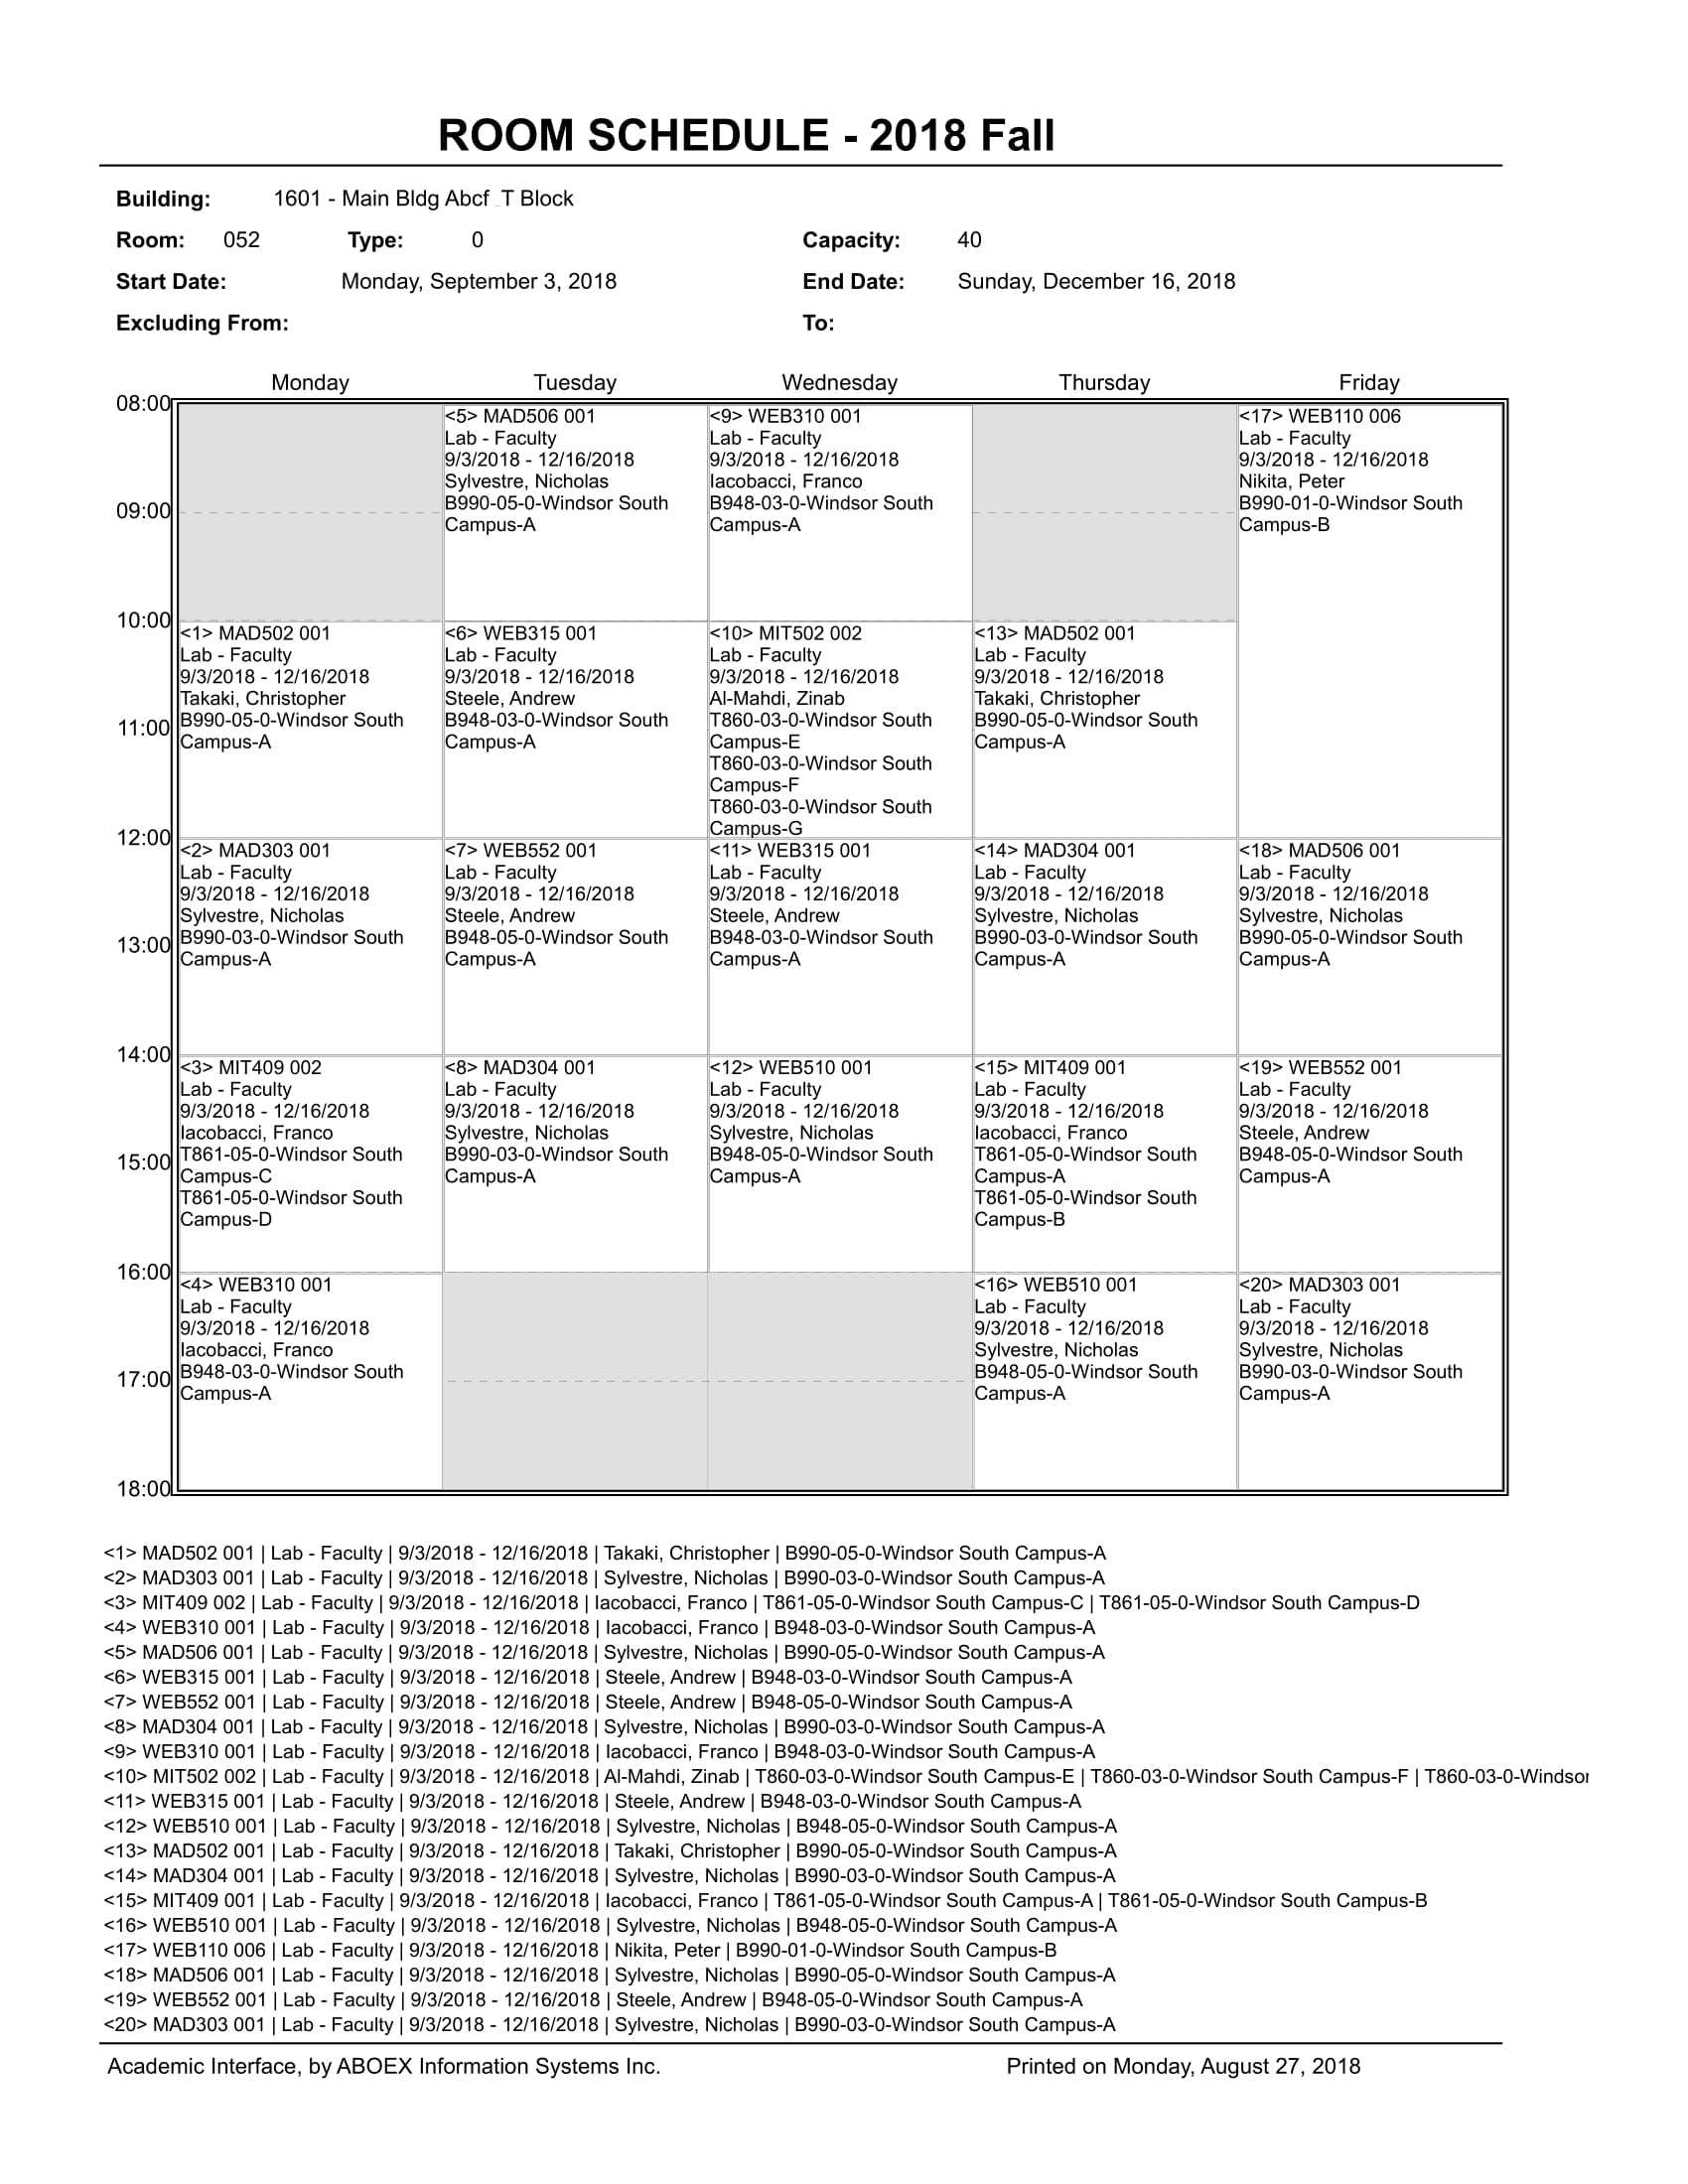 ROOM SCHEDULE - 2018 Fall
Building: 1601 - Main Bldg Abcf _T Block
Room: 052 Type: 0 Capacity: 40
Start Date: Monday, September 3, 2018 End Date: Sunday, December 16, 2018
Excluding From: To:
Monday Tuesday Wednesday Thursday Friday
08:00
<5> MAD506 001
Lab - Faculty
9/3/2018 - 12/16/2018
Sylvestre, Nicholas
B990-05-0-Windsor South
Campus-A
<9> WEB310 001
Lab - Faculty
9/3/2018 - 12/16/2018
Iacobacci, Franco
B948-03-0-Windsor South
Campus-A
<17> WEB110 006
Lab - Faculty
9/3/2018 - 12/16/2018
Nikita, Peter
B990-01-0-Windsor South
Campus-B
09:00
10:00
<1> MAD502 001
Lab - Faculty
9/3/2018 - 12/16/2018
Takaki, Christopher
B990-05-0-Windsor South
Campus-A
<6> WEB315 001
Lab - Faculty
9/3/2018 - 12/16/2018
Steele, Andrew
B948-03-0-Windsor South
Campus-A
<10> MIT502 002
Lab - Faculty
9/3/2018 - 12/16/2018
Al-Mahdi, Zinab
T860-03-0-Windsor South
Campus-E
T860-03-0-Windsor South
Campus-F
T860-03-0-Windsor South
Campus-G
<13> MAD502 001
Lab - Faculty
9/3/2018 - 12/16/2018
Takaki, Christopher
B990-05-0-Windsor South
Campus-A
11:00
12:00
<2> MAD303 001
Lab - Faculty
9/3/2018 - 12/16/2018
Sylvestre, Nicholas
B990-03-0-Windsor South
Campus-A
<7> WEB552 001
Lab - Faculty
9/3/2018 - 12/16/2018
Steele, Andrew
B948-05-0-Windsor South
Campus-A
<11> WEB315 001
Lab - Faculty
9/3/2018 - 12/16/2018
Steele, Andrew
B948-03-0-Windsor South
Campus-A
<14> MAD304 001
Lab - Faculty
9/3/2018 - 12/16/2018
Sylvestre, Nicholas
B990-03-0-Windsor South
Campus-A
<18> MAD506 001
Lab - Faculty
9/3/2018 - 12/16/2018
Sylvestre, Nicholas
B990-05-0-Windsor South
Campus-A
13:00
14:00
<3> MIT409 002
Lab - Faculty
9/3/2018 - 12/16/2018
Iacobacci, Franco
T861-05-0-Windsor South
Campus-C
T861-05-0-Windsor South
Campus-D
<8> MAD304 001
Lab - Faculty
9/3/2018 - 12/16/2018
Sylvestre, Nicholas
B990-03-0-Windsor South
Campus-A
<12> WEB510 001
Lab - Faculty
9/3/2018 - 12/16/2018
Sylvestre, Nicholas
B948-05-0-Windsor South
Campus-A
<15> MIT409 001
Lab - Faculty
9/3/2018 - 12/16/2018
Iacobacci, Franco
T861-05-0-Windsor South
Campus-A
T861-05-0-Windsor South
Campus-B
<19> WEB552 001
Lab - Faculty
9/3/2018 - 12/16/2018
Steele, Andrew
B948-05-0-Windsor South
Campus-A
15:00
16:00
<4> WEB310 001
Lab - Faculty
9/3/2018 - 12/16/2018
Iacobacci, Franco
B948-03-0-Windsor South
Campus-A
<16> WEB510 001
Lab - Faculty
9/3/2018 - 12/16/2018
Sylvestre, Nicholas
B948-05-0-Windsor South
Campus-A
<20> MAD303 001
Lab - Faculty
9/3/2018 - 12/16/2018
Sylvestre, Nicholas
B990-03-0-Windsor South
Campus-A
17:00
18:00
<1> MAD502 001 | Lab - Faculty | 9/3/2018 - 12/16/2018 | Takaki, Christopher | B990-05-0-Windsor South Campus-A
<2> MAD303 001 | Lab - Faculty | 9/3/2018 - 12/16/2018 | Sylvestre, Nicholas | B990-03-0-Windsor South Campus-A
<3> MIT409 002 | Lab - Faculty | 9/3/2018 - 12/16/2018 | Iacobacci, Franco | T861-05-0-Windsor South Campus-C | T861-05-0-Windsor South Campus-D
<4> WEB310 001 | Lab - Faculty | 9/3/2018 - 12/16/2018 | Iacobacci, Franco | B948-03-0-Windsor South Campus-A
<5> MAD506 001 | Lab - Faculty | 9/3/2018 - 12/16/2018 | Sylvestre, Nicholas | B990-05-0-Windsor South Campus-A
<6> WEB315 001 | Lab - Faculty | 9/3/2018 - 12/16/2018 | Steele, Andrew | B948-03-0-Windsor South Campus-A
<7> WEB552 001 | Lab - Faculty | 9/3/2018 - 12/16/2018 | Steele, Andrew | B948-05-0-Windsor South Campus-A
<8> MAD304 001 | Lab - Faculty | 9/3/2018 - 12/16/2018 | Sylvestre, Nicholas | B990-03-0-Windsor South Campus-A
<9> WEB310 001 | Lab - Faculty | 9/3/2018 - 12/16/2018 | Iacobacci, Franco | B948-03-0-Windsor South Campus-A
<10> MIT502 002 | Lab - Faculty | 9/3/2018 - 12/16/2018 | Al-Mahdi, Zinab | T860-03-0-Windsor South Campus-E | T860-03-0-Windsor South Campus-F | T860-03-0-Windsor
<11> WEB315 001 | Lab - Faculty | 9/3/2018 - 12/16/2018 | Steele, Andrew | B948-03-0-Windsor South Campus-A
<12> WEB510 001 | Lab - Faculty | 9/3/2018 - 12/16/2018 | Sylvestre, Nicholas | B948-05-0-Windsor South Campus-A
<13> MAD502 001 | Lab - Faculty | 9/3/2018 - 12/16/2018 | Takaki, Christopher | B990-05-0-Windsor South Campus-A
<14> MAD304 001 | Lab - Faculty | 9/3/2018 - 12/16/2018 | Sylvestre, Nicholas | B990-03-0-Windsor South Campus-A
<15> MIT409 001 | Lab - Faculty | 9/3/2018 - 12/16/2018 | Iacobacci, Franco | T861-05-0-Windsor South Campus-A | T861-05-0-Windsor South Campus-B
<16> WEB510 001 | Lab - Faculty | 9/3/2018 - 12/16/2018 | Sylvestre, Nicholas | B948-05-0-Windsor South Campus-A
<17> WEB110 006 | Lab - Faculty | 9/3/2018 - 12/16/2018 | Nikita, Peter | B990-01-0-Windsor South Campus-B
<18> MAD506 001 | Lab - Faculty | 9/3/2018 - 12/16/2018 | Sylvestre, Nicholas | B990-05-0-Windsor South Campus-A
<19> WEB552 001 | Lab - Faculty | 9/3/2018 - 12/16/2018 | Steele, Andrew | B948-05-0-Windsor South Campus-A
<20> MAD303 001 | Lab - Faculty | 9/3/2018 - 12/16/2018 | Sylvestre, Nicholas | B990-03-0-Windsor South Campus-A
Academic Interface, by ABOEX Information Systems Inc. Printed on Monday, August 27, 2018